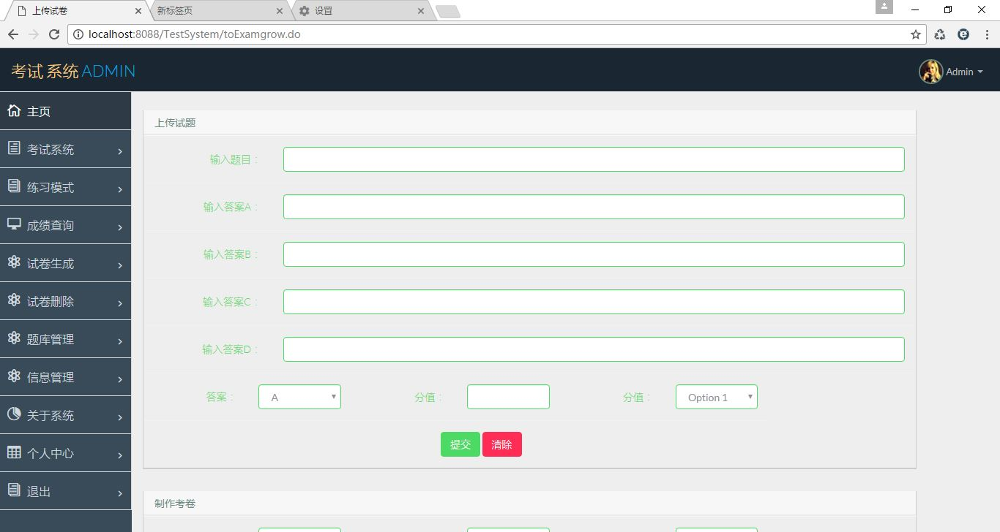 上传试卷
新标签页
设置
localhost:8088/TestSystem/toExamgrow.do
考试 系统 ADMIN
Admin
主页
考试系统
练习模式
成绩查询
试卷生成
试卷删除
题库管理
信息管理
关于系统
个人中心
退出
上传试题
输入题目：
输入答案A：
输入答案B：
输入答案C：
输入答案D：
答案： A 分值： 分值： Option 1
提交 清除
制作考卷